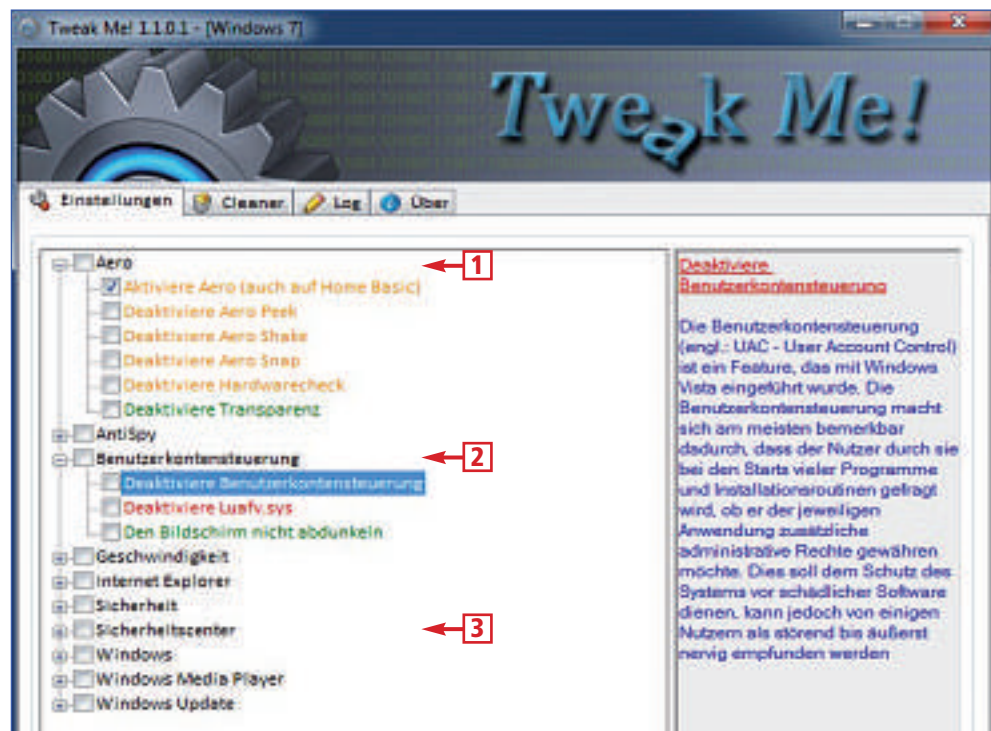 Tweak Me! 1.1.0.1 - [Windows 7]
Tweak Me!
Einstellungen Cleaner Log Über
Aero
1
Aktiviere Aero (auch auf Home Basic)
Deaktiviere Aero Peek
Deaktiviere Aero Shake
Deaktiviere Aero Snap
Deaktiviere Hardwarecheck
Deaktiviere Transparenz
AntiSpy
Benutzerkontensteuerung
2
Deaktiviere Benutzerkontensteuerung
Deaktiviere Luafv.sys
Den Bildschirm nicht abdunkeln
Geschwindigkeit
Internet Explorer
Sicherheit
Sicherheitscenter
3
Windows
Windows Media Player
Windows Update
Deaktiviere
Benutzerkontensteuerung
Die Benutzerkontensteuerung
(engl.: UAC - User Account Control)
ist ein Feature, das mit Windows
Vista eingeführt wurde. Die
Benutzerkontensteuerung macht
sich am meisten bemerkbar
dadurch, dass der Nutzer durch sie
bei den Starts vieler Programme
und Installationsroutinen gefragt
wird, ob er der jeweiligen
Anwendung zusätzliche
administrative Rechte gewähren
möchte. Dies soll dem Schutz des
Systems vor schädlicher Software
dienen, kann jedoch von einigen
Nutzern als störend bis äußerst
nervig empfunden werden